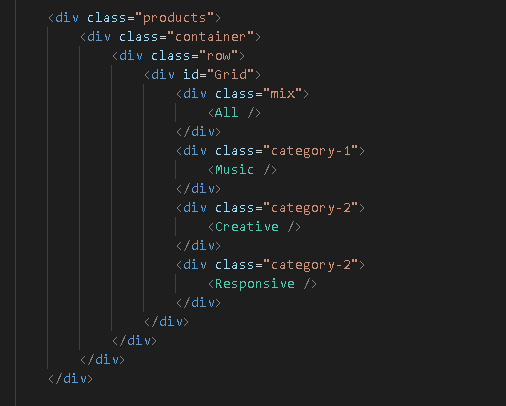 <div class="products">
<div class="container">
<div class="row">
<div id="Grid">
<div class="mix">
<All />
</div>
<div class="category-1">
<Music />
</div>
<div class="category-2">
<Creative />
</div>
<div class="category-2">
<Responsive />
</div>
</div>
</div>
</div>
</div>